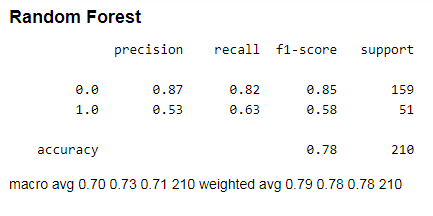 Random Forest
precision recall f1-score support
0.0 0.87 0.82 0.85 159
1.0 0.53 0.63 0.58 51
accuracy 0.78 210
macro avg 0.70 0.73 0.71 210 weighted avg 0.79 0.78 0.78 210